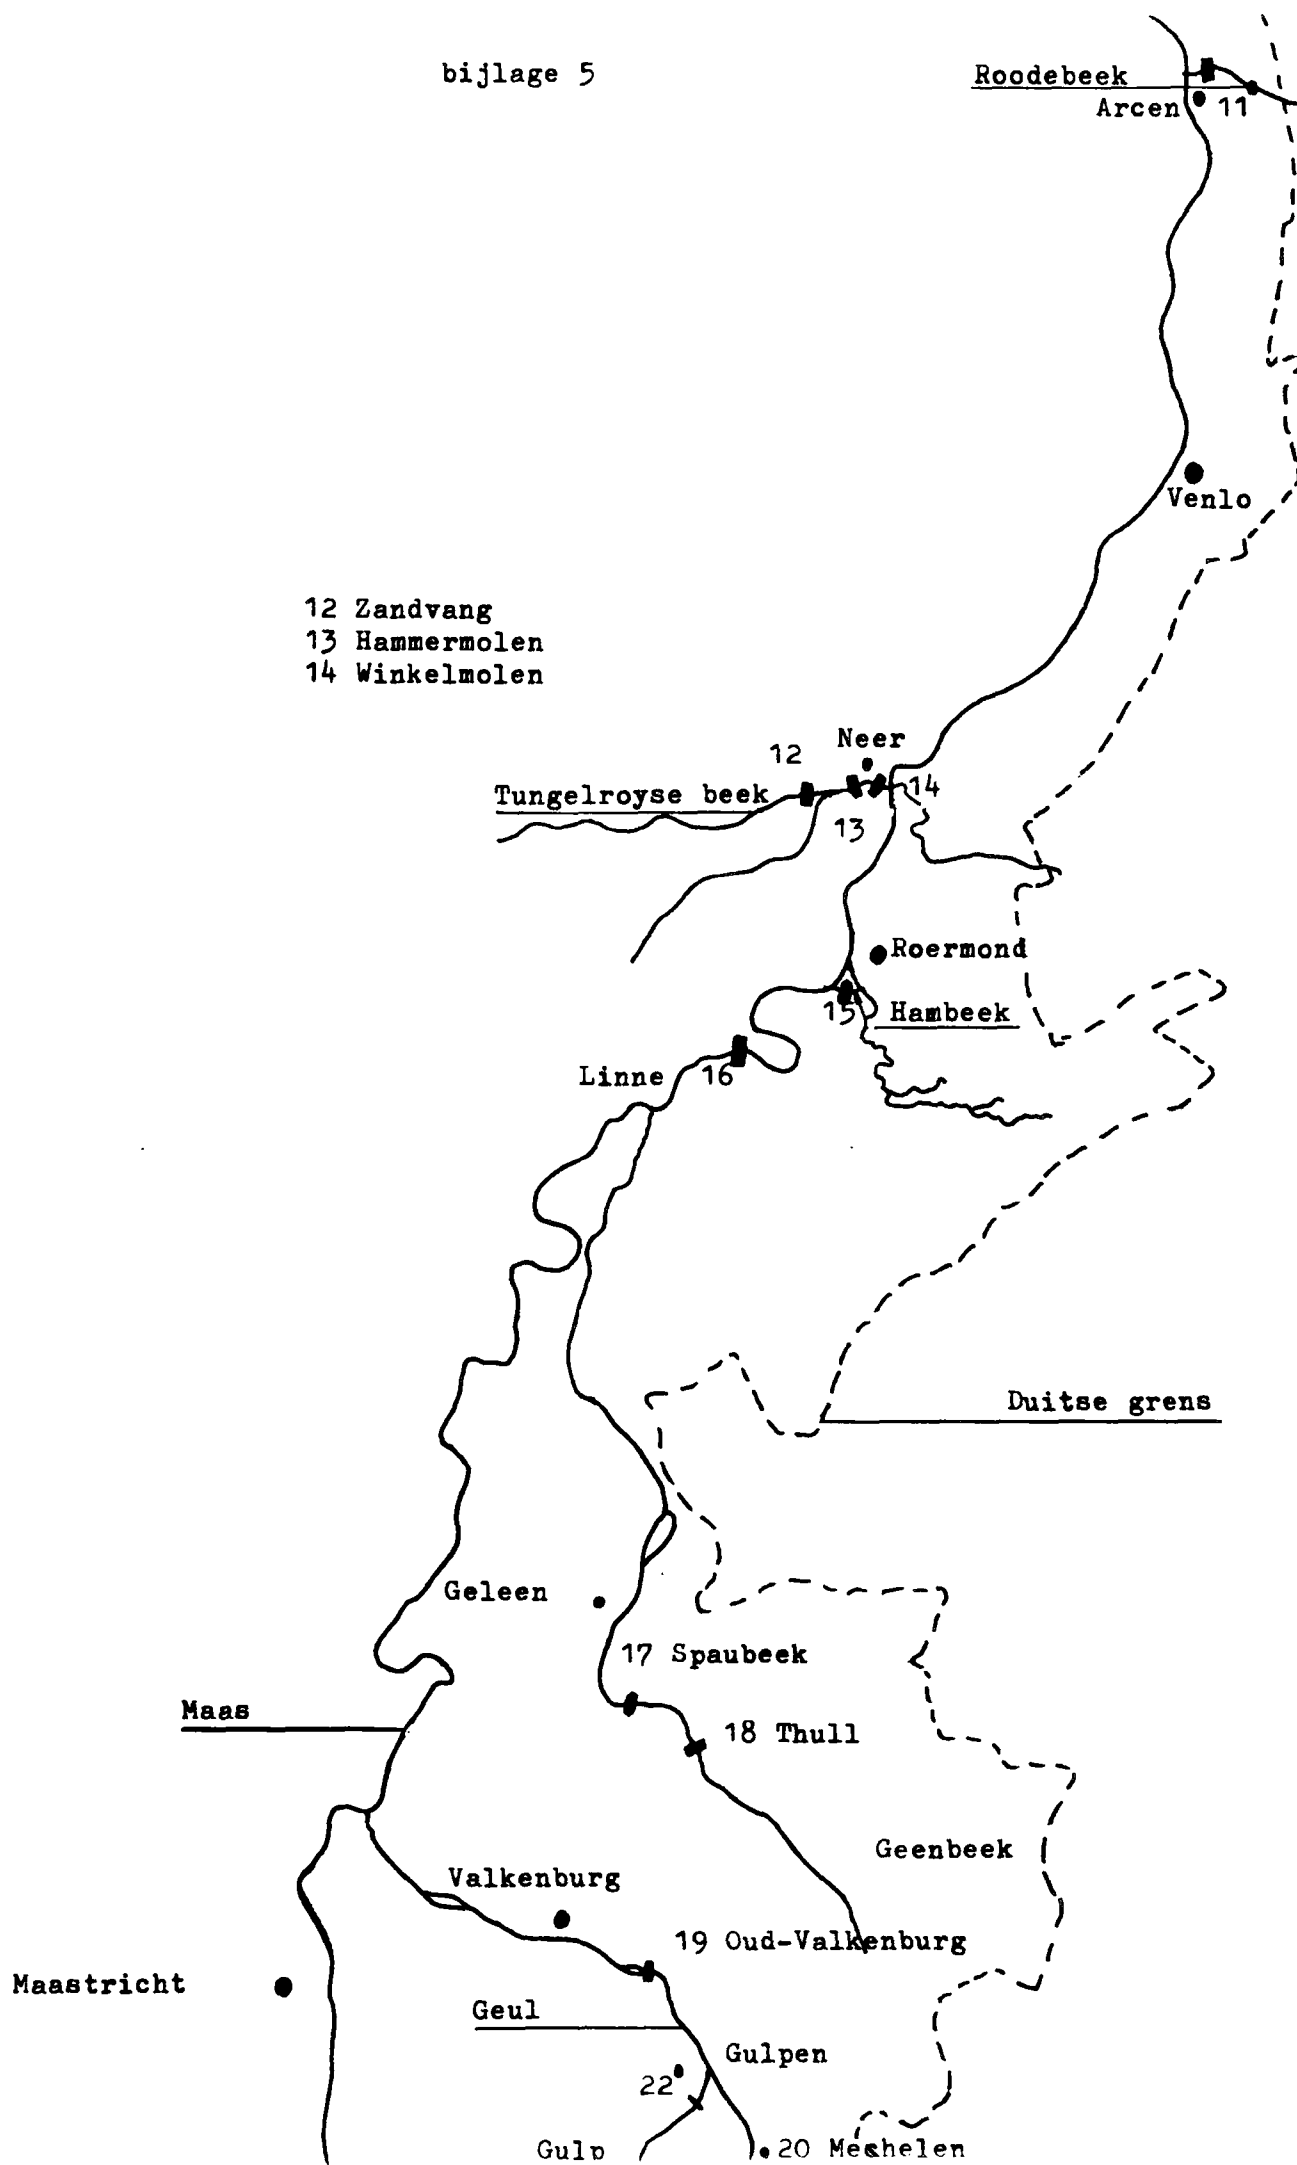 bijlage 5
Roodebeek
Arcen 11
Venlo
12 Zandvang
13 Hammermolen
14 Winkelmolen
Neer
12
Tungelroyse beek
14
13
Roermond
15
Hambeek
Linne
16
Duitse grens
Geleen
17 Spaubeek
Maas
18 Thull
Geenbeek
Valkenburg
19 Oud-Valkenburg
Maastricht
Geul
Gulpen
22
Gulp
20 Mechelen